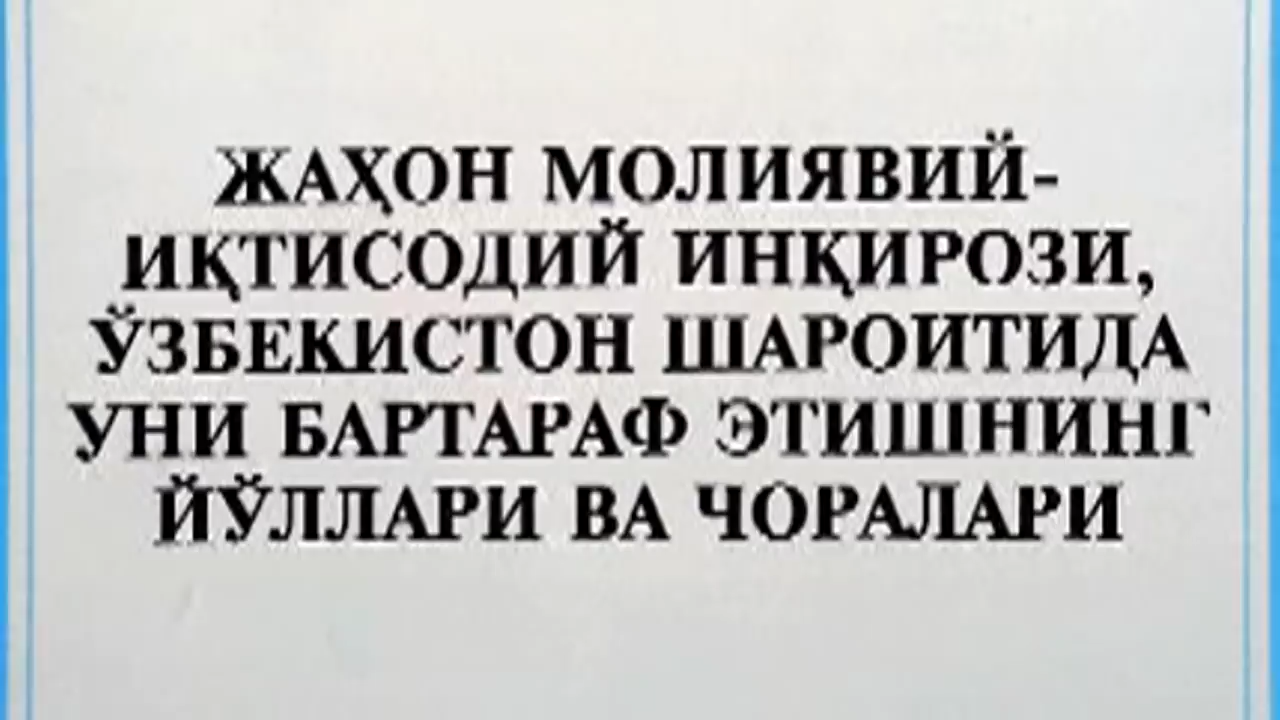 ЖАҲОН МОЛИЯВИЙ-
ИҚТИСОДИЙ ИНҚИРОЗИ,
ЎЗБЕКИСТОН ШАРОИТИДА
УНИ БАРТАРАФ ЭТИШНИНГ
ЙЎЛЛАРИ ВА ЧОРАЛАРИ